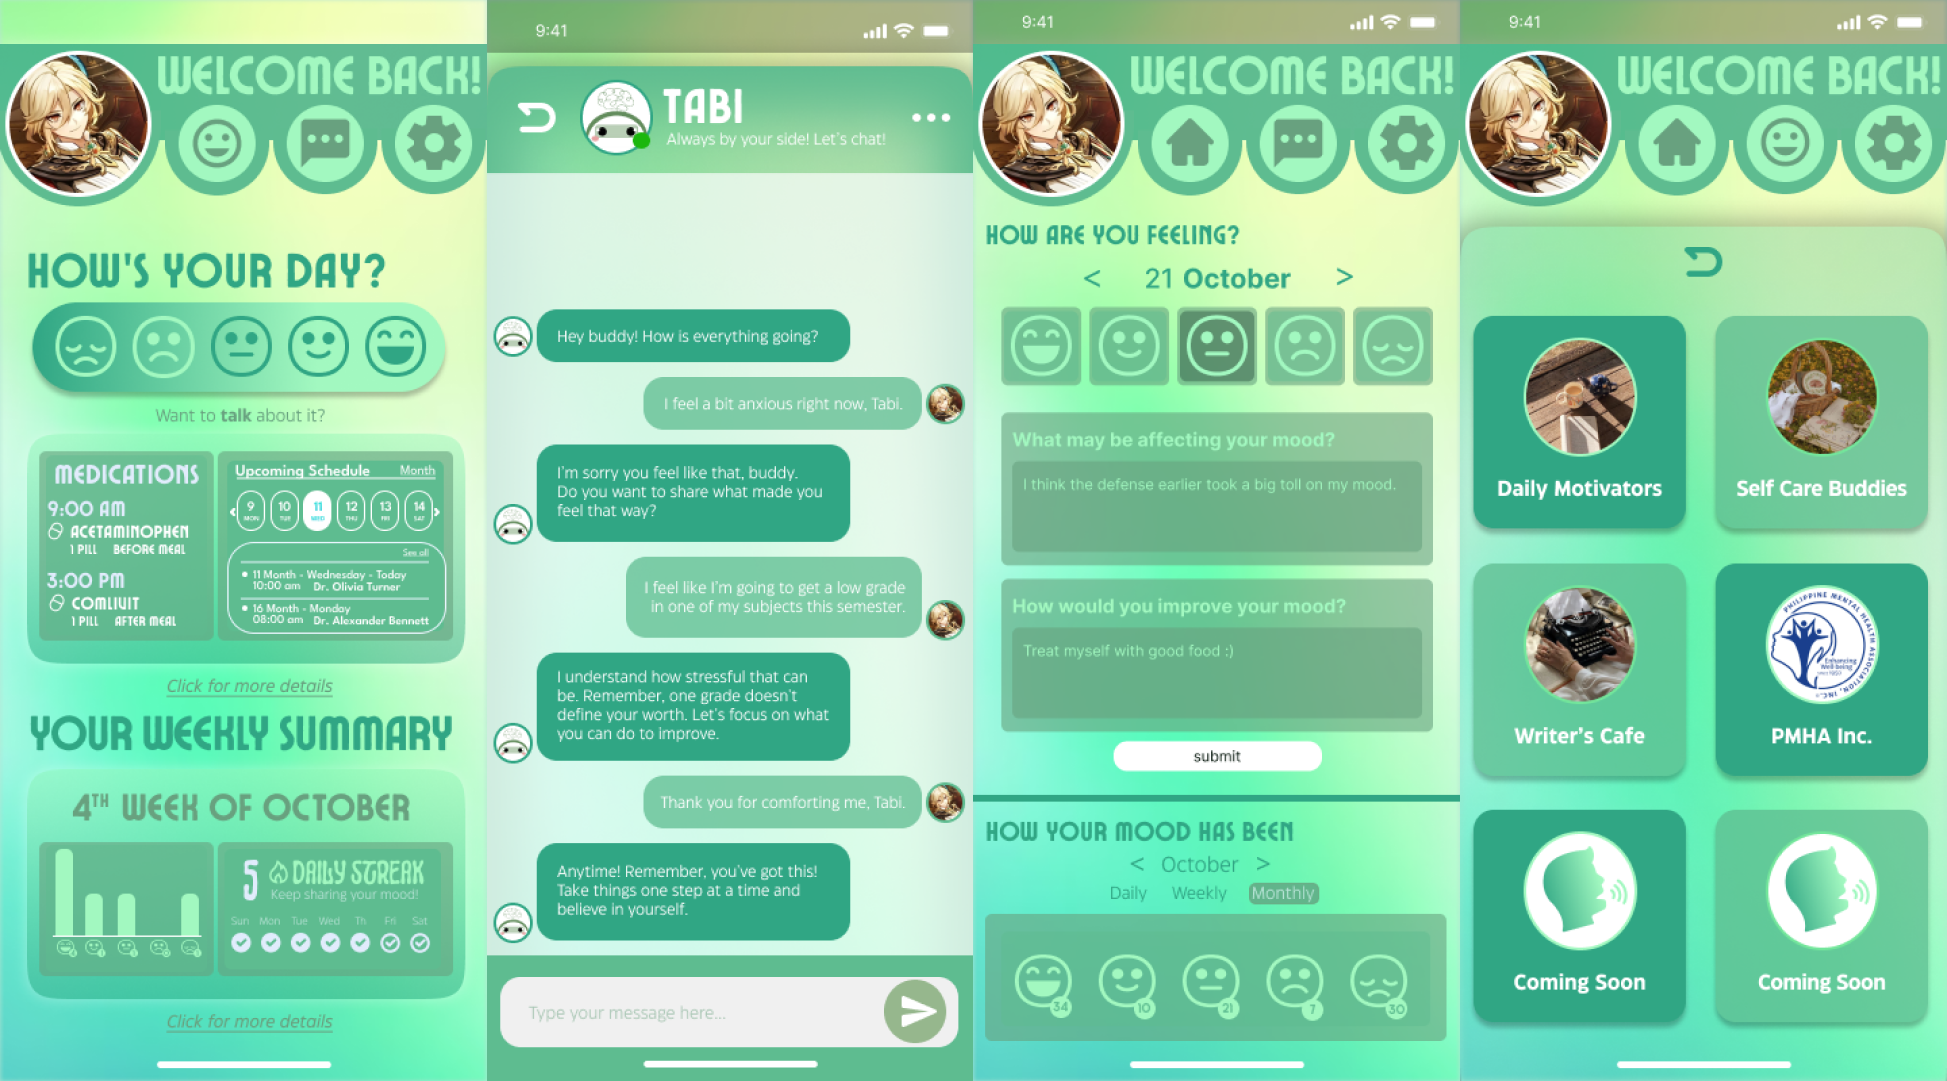 WELCOME BACK!
HOW'S YOUR DAY?
Want to talk about it?
MEDICATIONS
9:00 AM
ACETAMINOPHEN
1 PILL BEFORE MEAL
3:00 PM
COMLIVIT
1 PILL AFTER MEAL
Upcoming Schedule Month
9 10 11 12 13 14
MON TUE WED THU FRI SAT
See all
11 Month - Wednesday - Today
10:00 am Dr. Olivia Turner
16 Month - Monday
08:00 am Dr. Alexander Bennett
Click for more details
YOUR WEEKLY SUMMARY
4TH WEEK OF OCTOBER
5 DAILY STREAK
Keep sharing your mood!
Sun Mon Tue Wed Th Fri Sat
Click for more details
9:41
TABI
Always by your side! Let's chat!
Hey buddy! How is everything going?
I feel a bit anxious right now, Tabi.
I'm sorry you feel like that, buddy.
Do you want to share what made you
feel that way?
I feel like I'm going to get a low grade
in one of my subjects this semester.
I understand how stressful that can
be. Remember, one grade doesn't
define your worth. Let's focus on what
you can do to improve.
Thank you for comforting me, Tabi.
Anytime! Remember, you've got this!
Take things one step at a time and
believe in yourself.
Type your message here...
9:41
WELCOME BACK!
HOW ARE YOU FEELING?
< 21 October >
What may be affecting your mood?
I think the defense earlier took a big toll on my mood.
How would you improve your mood?
Treat myself with good food :)
submit
HOW YOUR MOOD HAS BEEN
< October >
Daily Weekly Monthly
34 10 21 7 30
9:41
WELCOME BACK!
Daily Motivators
Self Care Buddies
Writer's Cafe
PHILIPPINE MENTAL HEALTH ASSOCIATION, INC.
Enhancing
Well-being
since 1950
PMHA Inc.
Coming Soon
Coming Soon